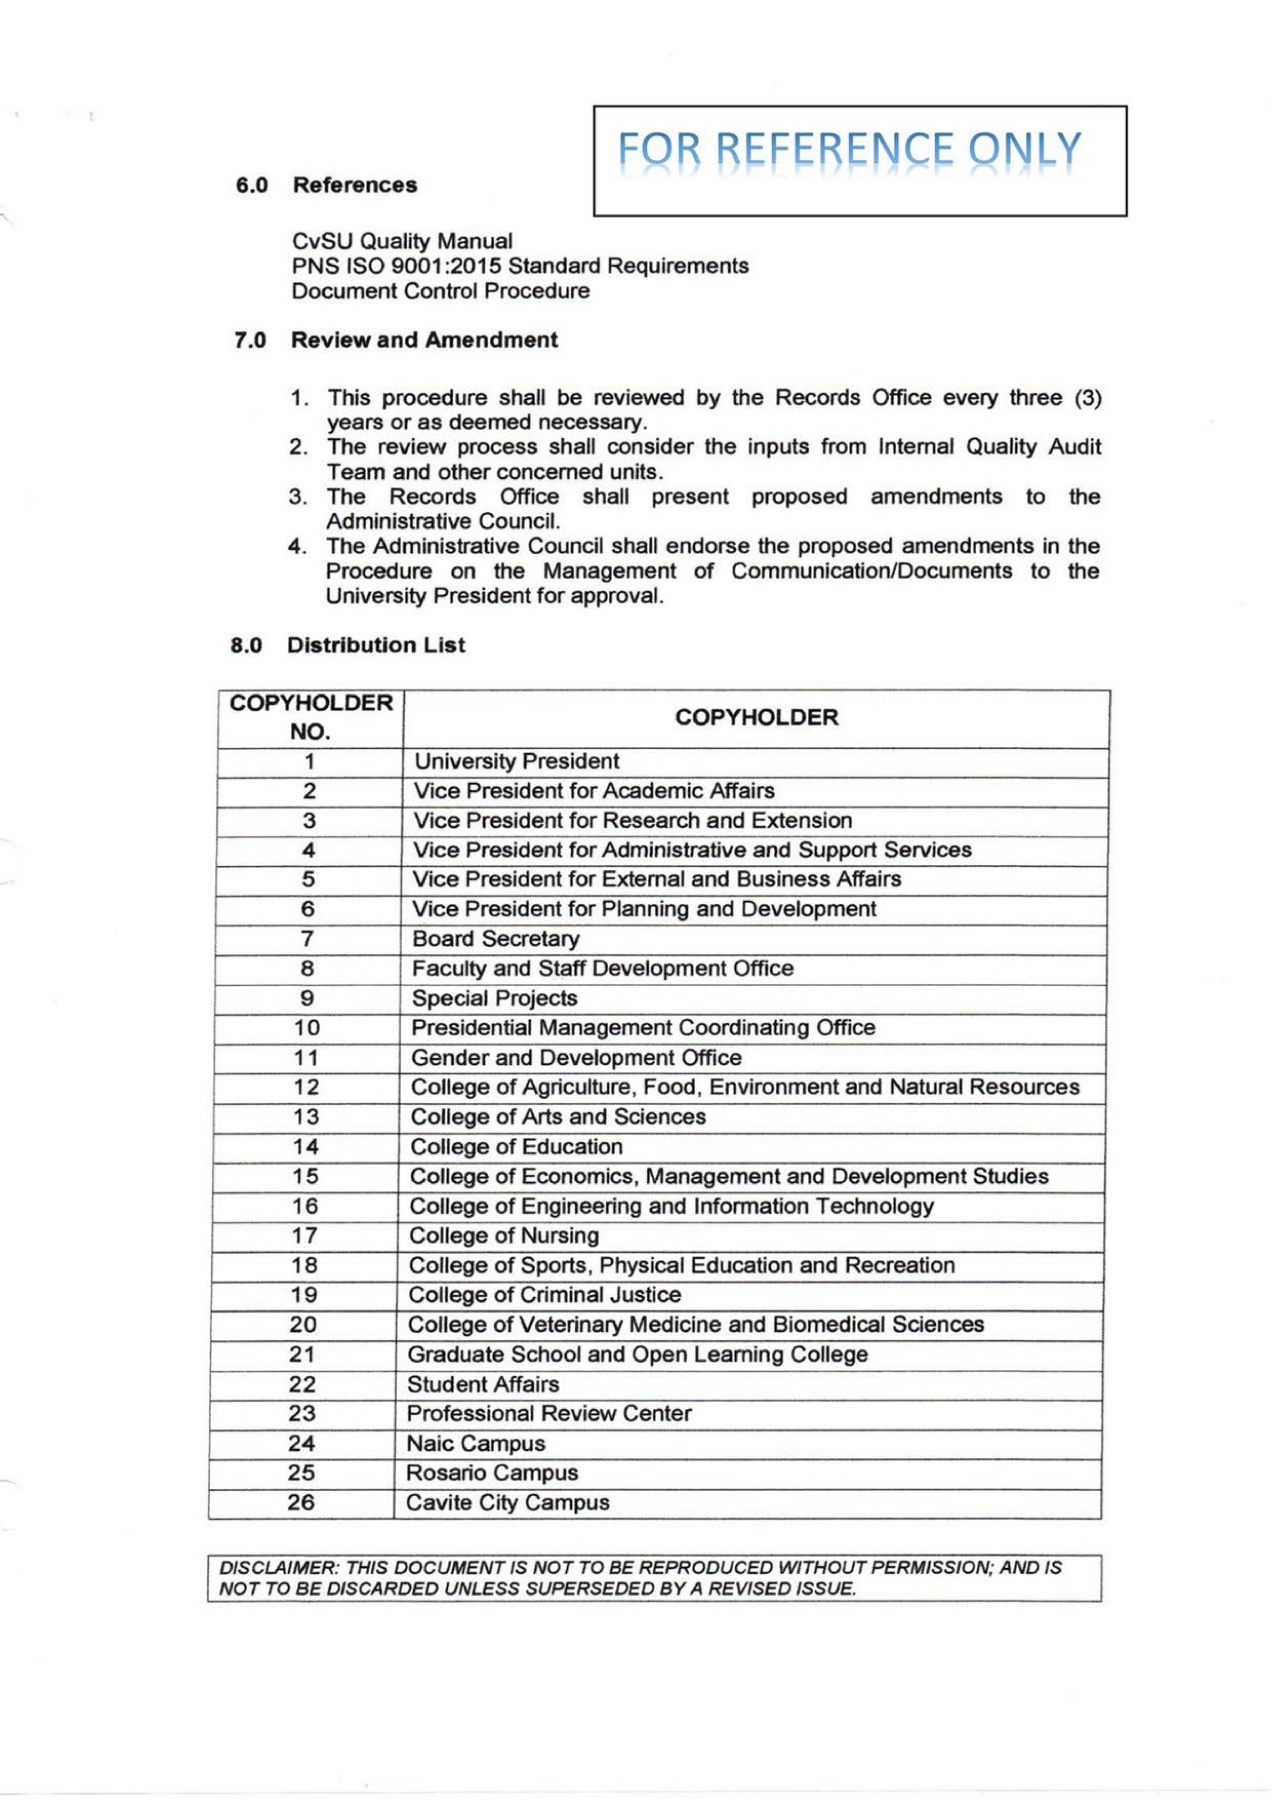 FOR REFERENCE ONLY
6.0 References
CvSU Quality Manual
PNS ISO 9001:2015 Standard Requirements
Document Control Procedure
7.0 Review and Amendment
1. This procedure shall be reviewed by the Records Office every three (3)
years or as deemed necessary.
2. The review process shall consider the inputs from Internal Quality Audit
Team and other concerned units.
3. The Records Office shall present proposed amendments to the
Administrative Council.
4. The Administrative Council shall endorse the proposed amendments in the
Procedure on the Management of Communication/Documents to the
University President for approval.
8.0 Distribution List
COPYHOLDER NO. COPYHOLDER
1 University President
2 Vice President for Academic Affairs
3 Vice President for Research and Extension
4 Vice President for Administrative and Support Services
5 Vice President for External and Business Affairs
6 Vice President for Planning and Development
7 Board Secretary
8 Faculty and Staff Development Office
9 Special Projects
10 Presidential Management Coordinating Office
11 Gender and Development Office
12 College of Agriculture, Food, Environment and Natural Resources
13 College of Arts and Sciences
14 College of Education
15 College of Economics, Management and Development Studies
16 College of Engineering and Information Technology
17 College of Nursing
18 College of Sports, Physical Education and Recreation
19 College of Criminal Justice
20 College of Veterinary Medicine and Biomedical Sciences
21 Graduate School and Open Learning College
22 Student Affairs
23 Professional Review Center
24 Naic Campus
25 Rosario Campus
26 Cavite City Campus
DISCLAIMER: THIS DOCUMENT IS NOT TO BE REPRODUCED WITHOUT PERMISSION; AND IS
NOT TO BE DISCARDED UNLESS SUPERSEDED BY A REVISED ISSUE.